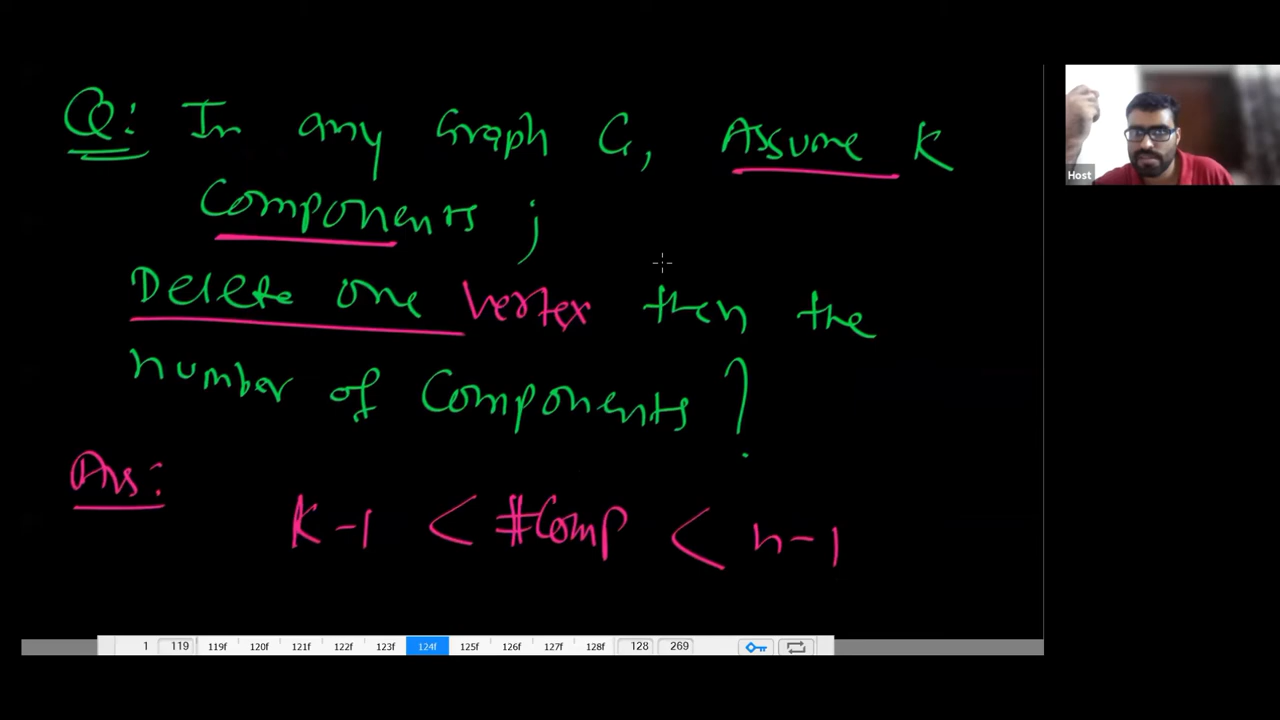 Q: In any Graph G, Assume K
Components ;
Delete one vertex then the
number of Components ?
Ans:
K-1 < #Comp < n-1
Host
1 119 119f 120f 121f 122f 123f 124f 125f 126f 127f 128f 128 269